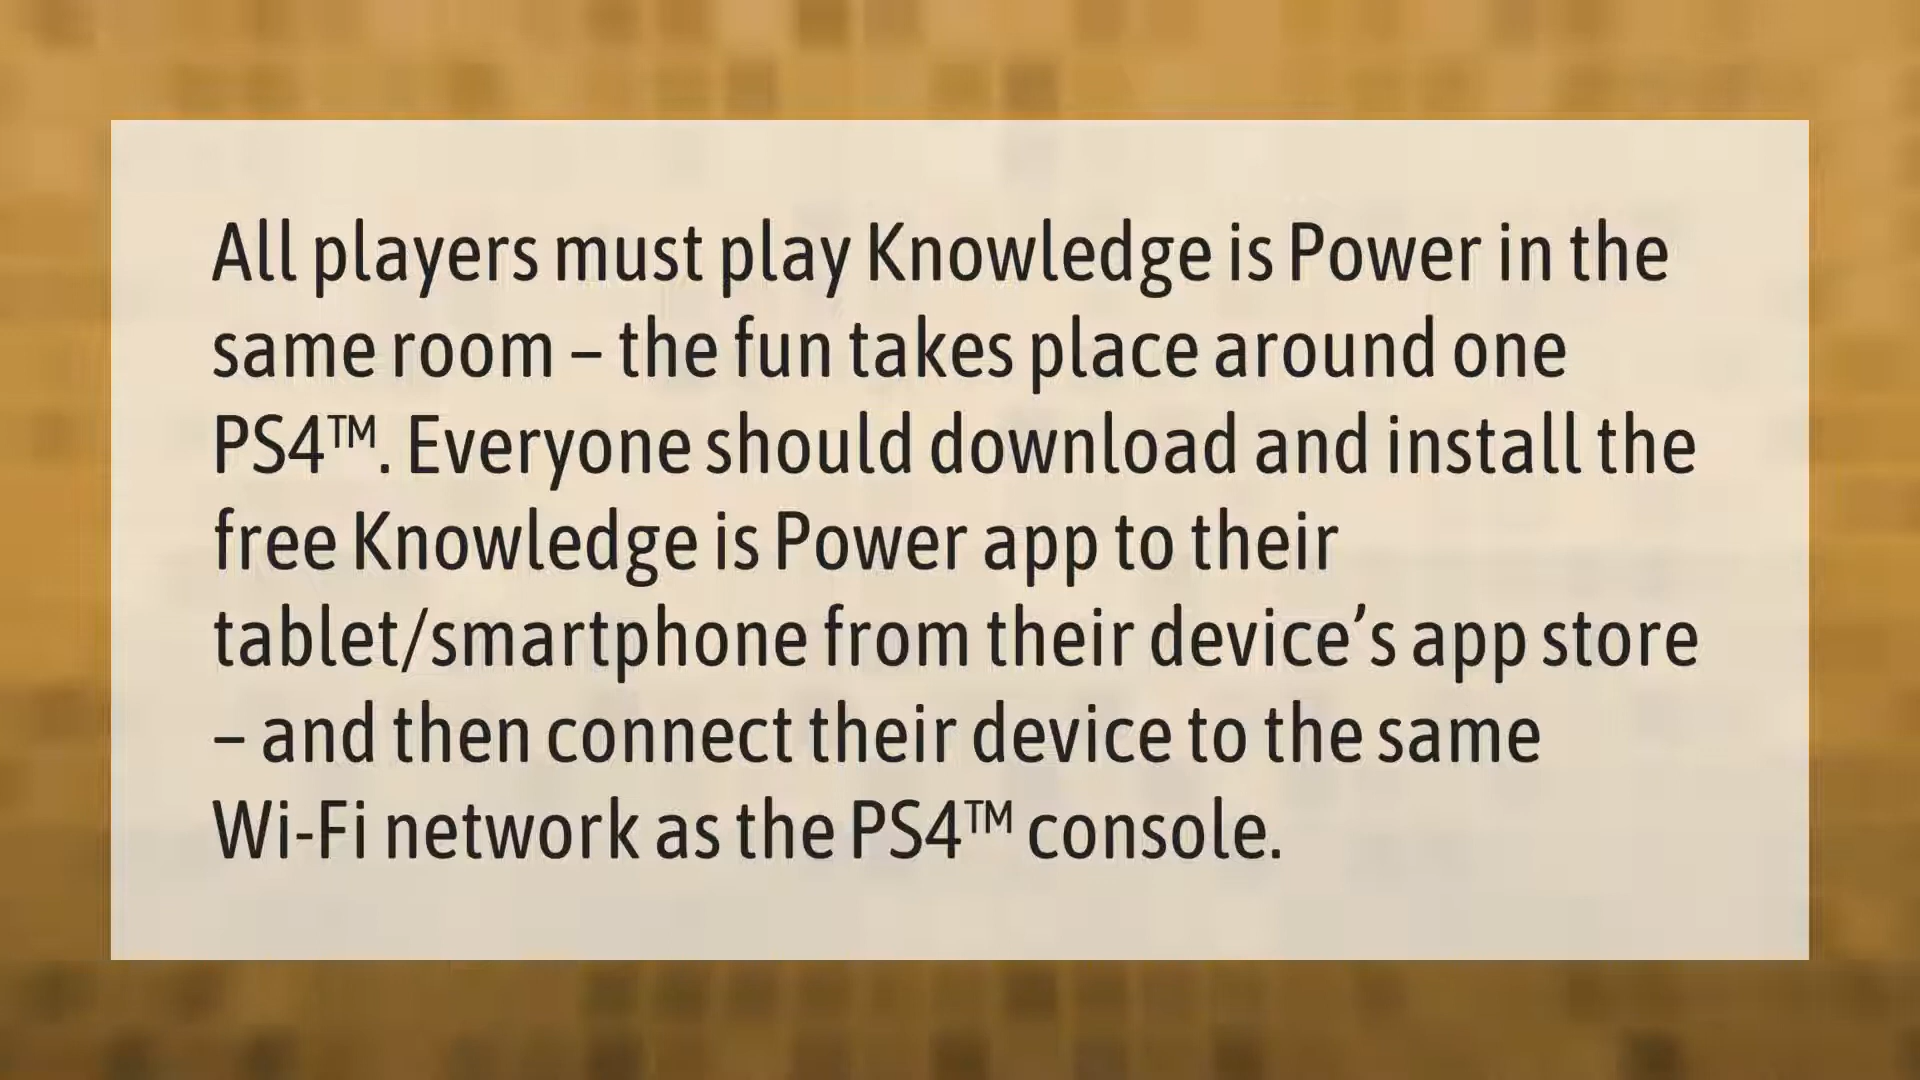 All players must play Knowledge is Power in the
same room – the fun takes place around one
PS4™. Everyone should download and install the
free Knowledge is Power app to their
tablet/smartphone from their device’s app store
– and then connect their device to the same
Wi-Fi network as the PS4™ console.